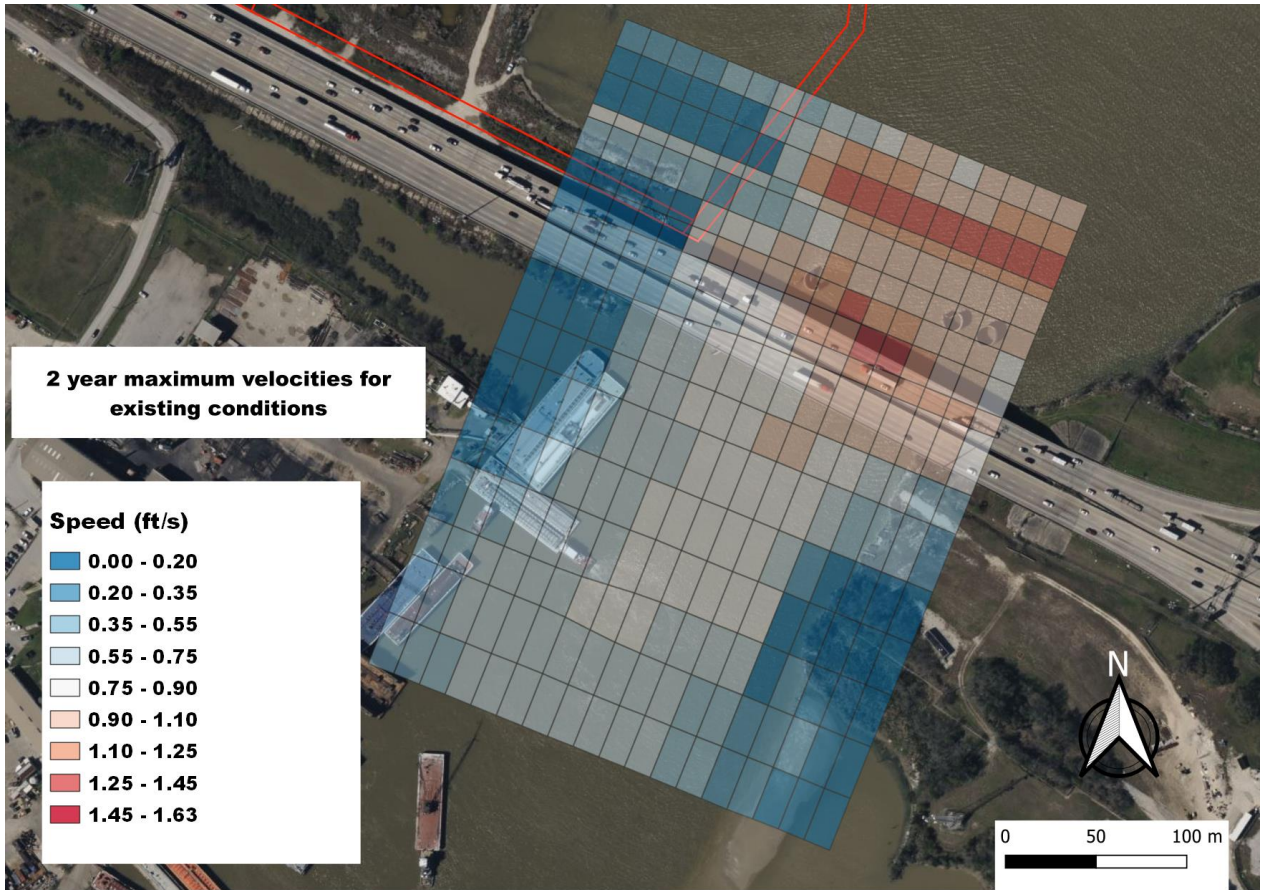 2 year maximum velocities for
existing conditions
Speed (ft/s)
0.00 - 0.20
0.20 - 0.35
0.35 - 0.55
0.55 - 0.75
0.75 - 0.90
0.90 - 1.10
1.10 - 1.25
1.25 - 1.45
1.45 - 1.63
N
0 50 100 m